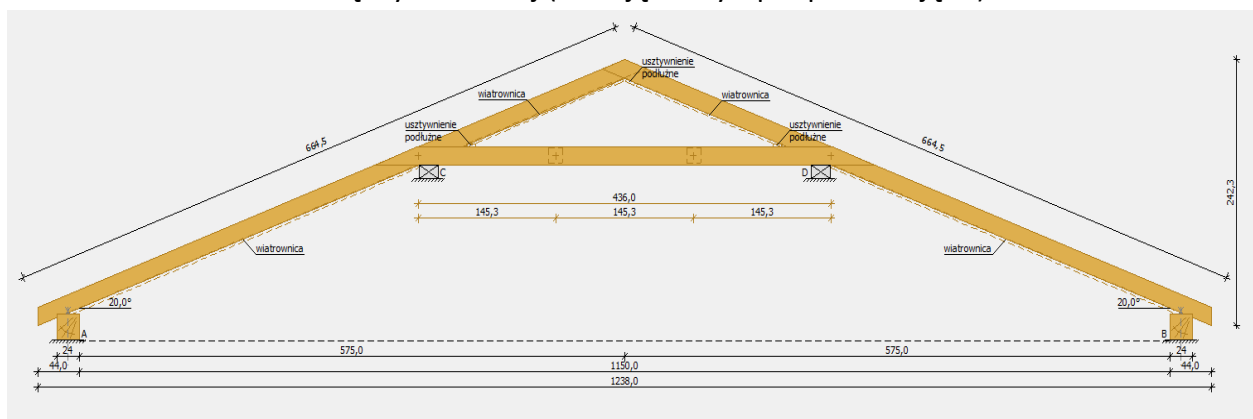 usztywnienie
podłużne
wiatrownica
wiatrownica
usztywnienie
podłużne
usztywnienie
podłużne
664,5
664,5
242,3
C
D
436,0
145,3
145,3
145,3
wiatrownica
wiatrownica
20,0°
20,0°
A
B
24
575,0
575,0
24
44,0
1150,0
44,0
1238,0